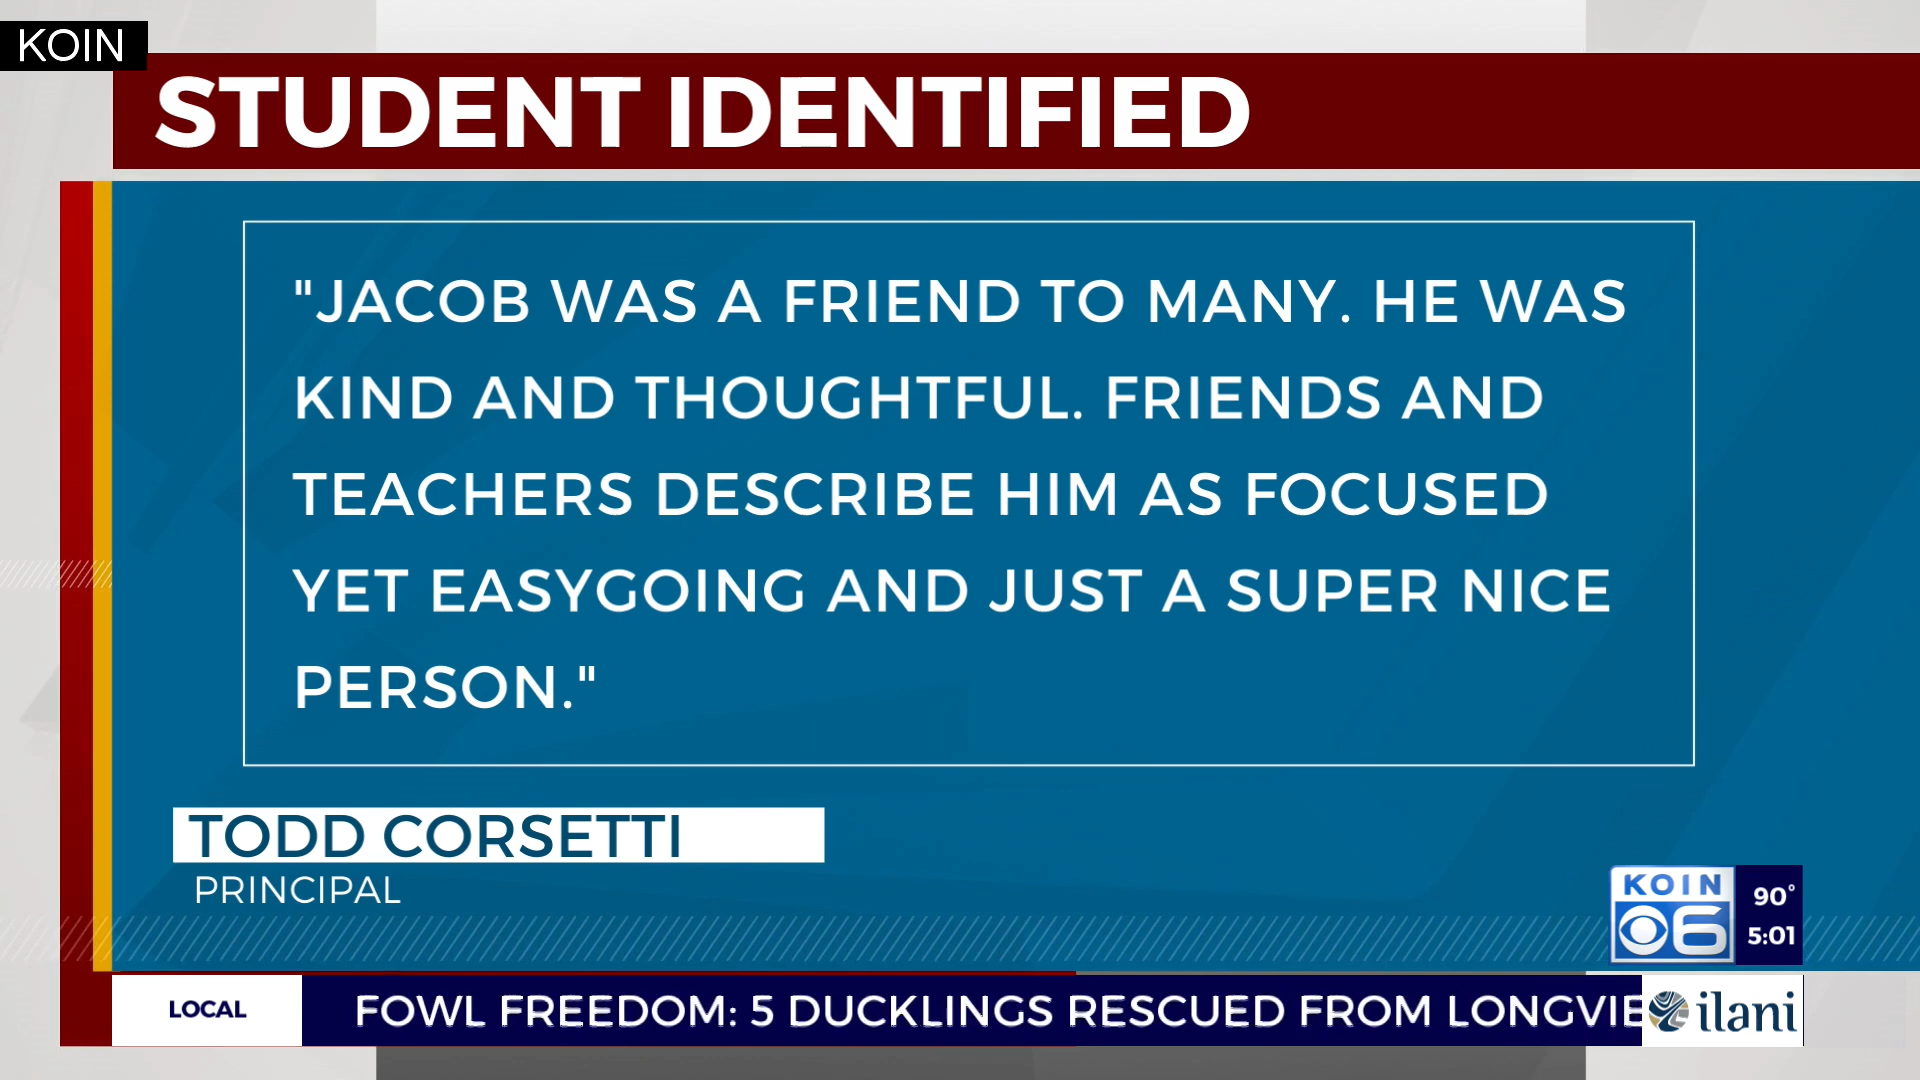 KOIN
STUDENT IDENTIFIED
"JACOB WAS A FRIEND TO MANY. HE WAS
KIND AND THOUGHTFUL. FRIENDS AND
TEACHERS DESCRIBE HIM AS FOCUSED
YET EASYGOING AND JUST A SUPER NICE
PERSON."
TODD CORSETTI
PRINCIPAL
KOIN
6
90°
5:01
LOCAL
FOWL FREEDOM: 5 DUCKLINGS RESCUED FROM LONGVIE
ilani